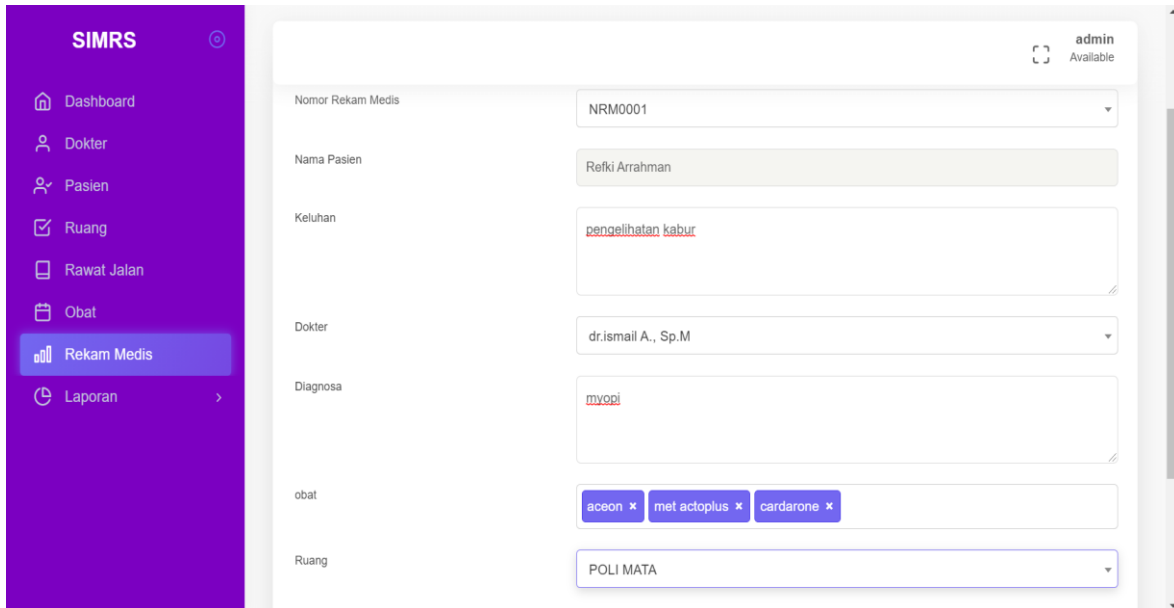 SIMRS
admin
Available
Dashboard
Dokter
Pasien
Ruang
Rawat Jalan
Obat
Rekam Medis
Laporan
Nomor Rekam Medis
NRM0001
Nama Pasien
Refki Arrahman
Keluhan
pengelihatan kabur
Dokter
dr.ismail A., Sp.M
Diagnosa
myopi
obat
aceon × met actoplus × cardarone ×
Ruang
POLI MATA